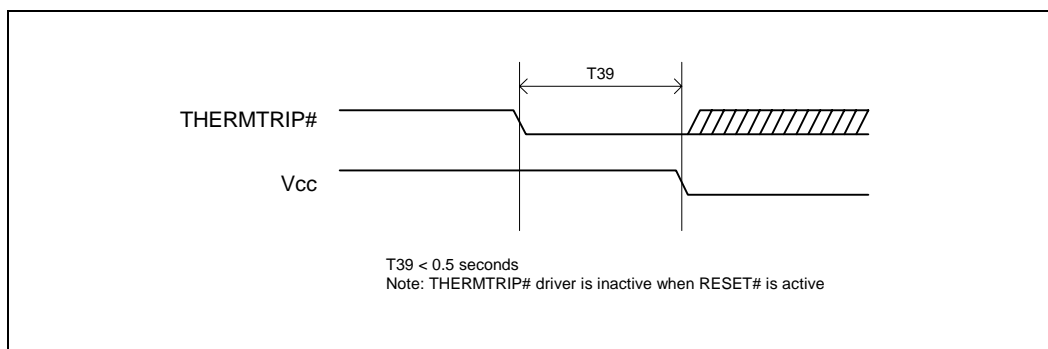 T39
THERMTRIP#
Vcc
T39 < 0.5 seconds
Note: THERMTRIP# driver is inactive when RESET# is active